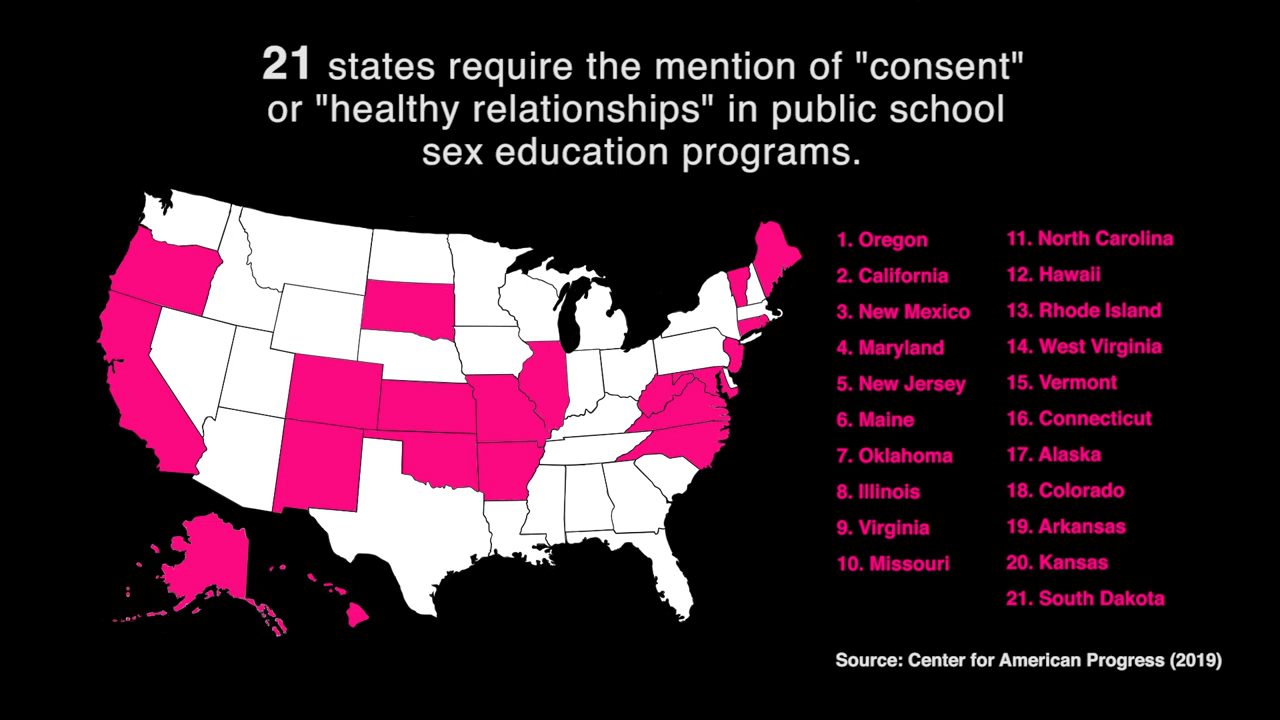 21 states require the mention of "consent"
or "healthy relationships" in public school
sex education programs.
1. Oregon
2. California
3. New Mexico
4. Maryland
5. New Jersey
6. Maine
7. Oklahoma
8. Illinois
9. Virginia
10. Missouri
11. North Carolina
12. Hawaii
13. Rhode Island
14. West Virginia
15. Vermont
16. Connecticut
17. Alaska
18. Colorado
19. Arkansas
20. Kansas
21. South Dakota
Source: Center for American Progress (2019)